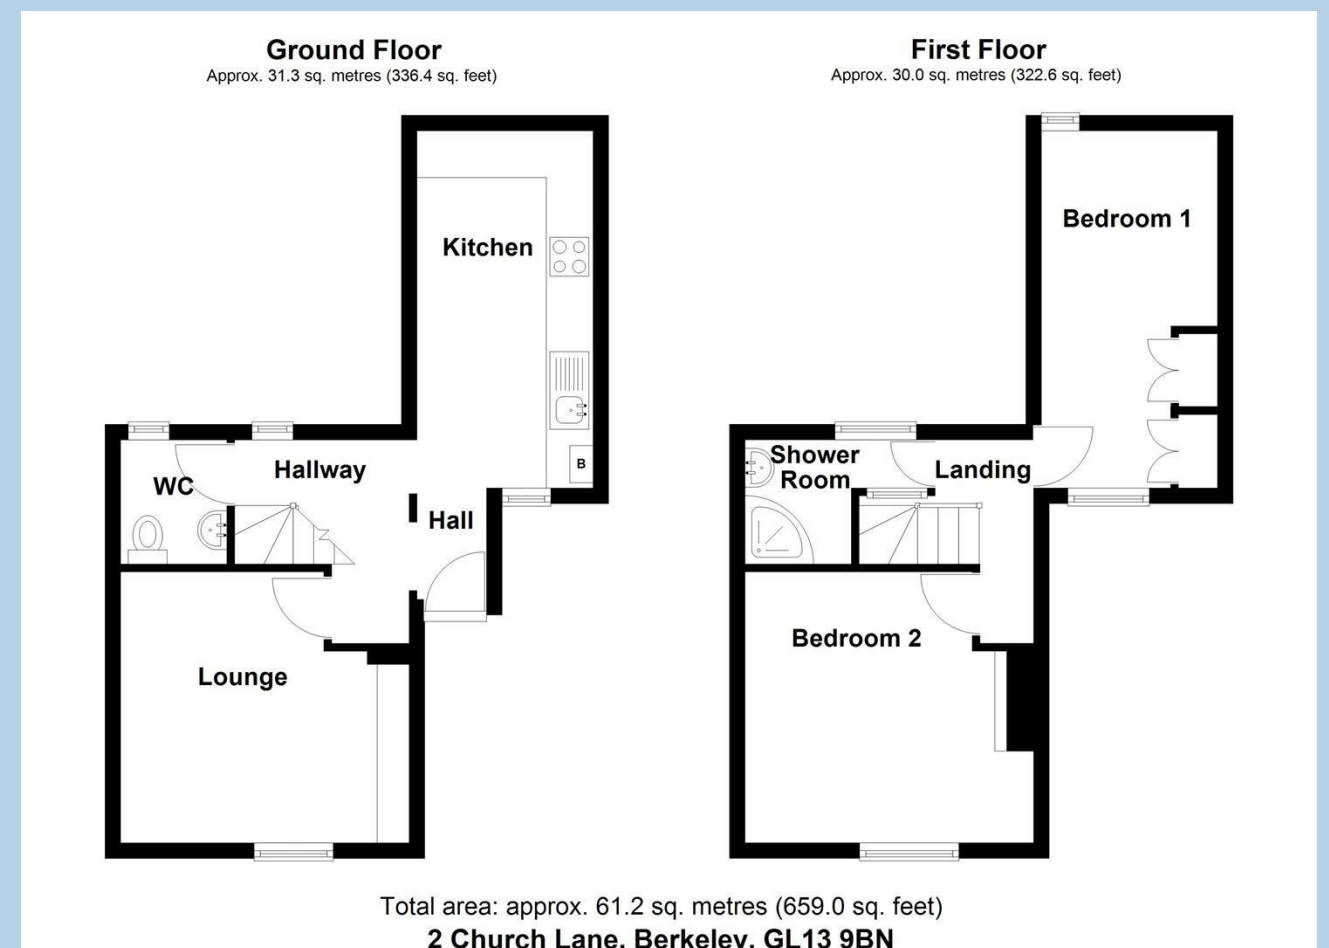 Ground Floor
Approx. 31.3 sq. metres (336.4 sq. feet)
Kitchen
B
Hallway
WC
Hall
Lounge
First Floor
Approx. 30.0 sq. metres (322.6 sq. feet)
Bedroom 1
Shower
Room
Landing
Bedroom 2
Total area: approx. 61.2 sq. metres (659.0 sq. feet)
2 Church Lane, Berkeley, GL13 9BN